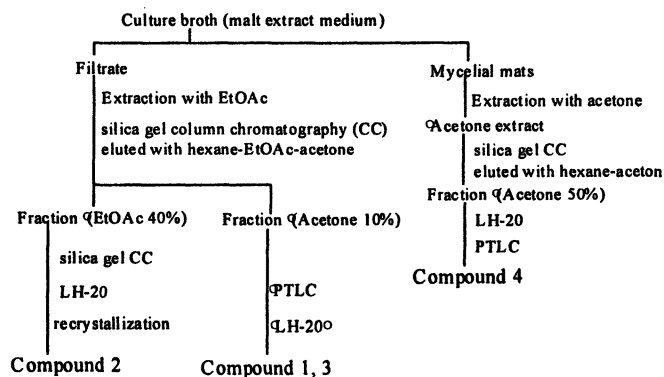 Culture broth (malt extract medium)
Filtrate
Extraction with EtOAc
silica gel column chromatography (CC)
eluted with hexane-EtOAc-acetone
Fraction (EtOAc 40%)
silica gel CC
LH-20
recrystallization
Compound 2
Fraction (Acetone 10%)
PTLC
LH-20
Compound 1, 3
Mycelial mats
Extraction with acetone
Acetone extract
silica gel CC
eluted with hexane-aceton
Fraction (Acetone 50%)
LH-20
PTLC
Compound 4